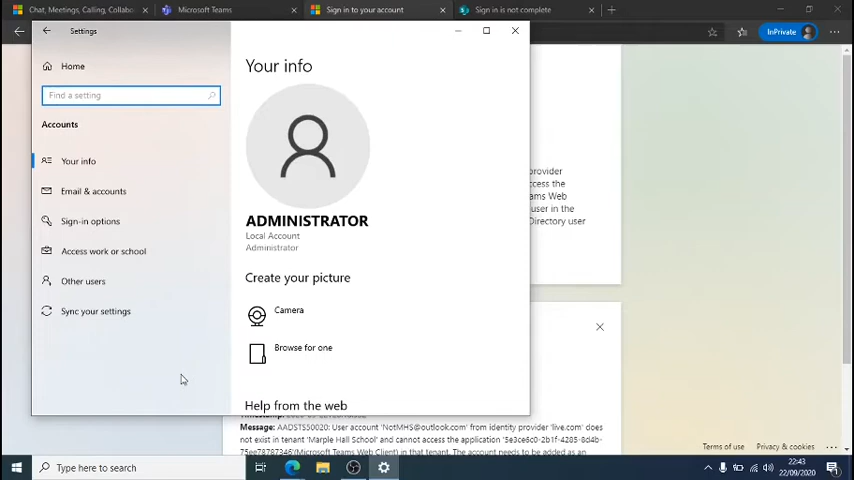 Chat, Meetings, Calling, Collabo
Microsoft Teams
Sign in to your account
Sign in is not complete
InPrivate
Settings
Home
Find a setting
Accounts
Your info
Email & accounts
Sign-in options
Access work or school
Other users
Sync your settings
Your info
ADMINISTRATOR
Local Account
Administrator
Create your picture
Camera
Browse for one
Help from the web
provider
access the
eams Web
user in the
Directory user
Message: AADSTS50020: User account 'NotMHS@outlook.com' from identity provider 'live.com' does
not exist in tenant 'Marple Hall School' and cannot access the application '5e3ce6c0-2b1f-4285-8d4b-
75ee78787346'(Microsoft Teams Web Client) in that tenant. The account needs to be added as an
Terms of use
Privacy & cookies
Type here to search
22:43
22/09/2020